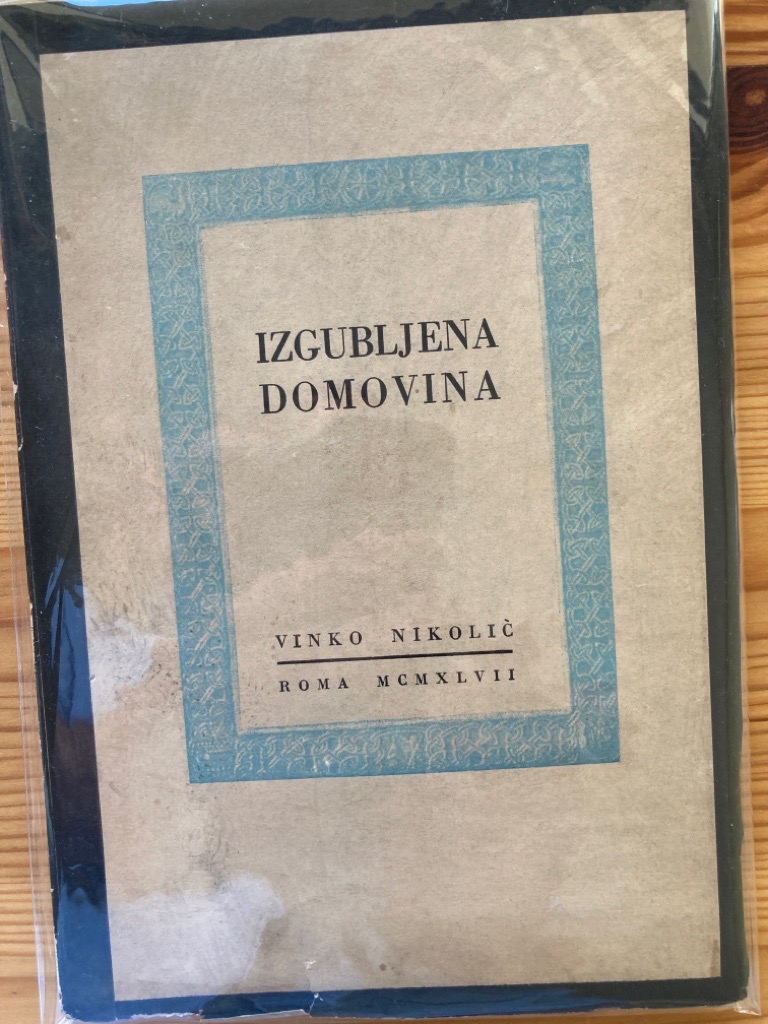 IZGUBLJENA
DOMOVINA
VINKO NIKOLIČ
ROMA MCMXLVII